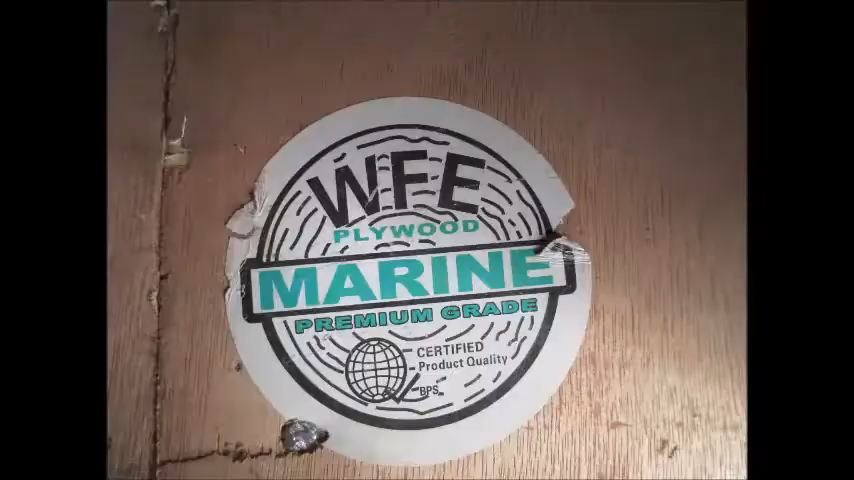 WFE
PLYWOOD
MARINE
PREMIUM GRADE
CERTIFIED
Product Quality
BPS